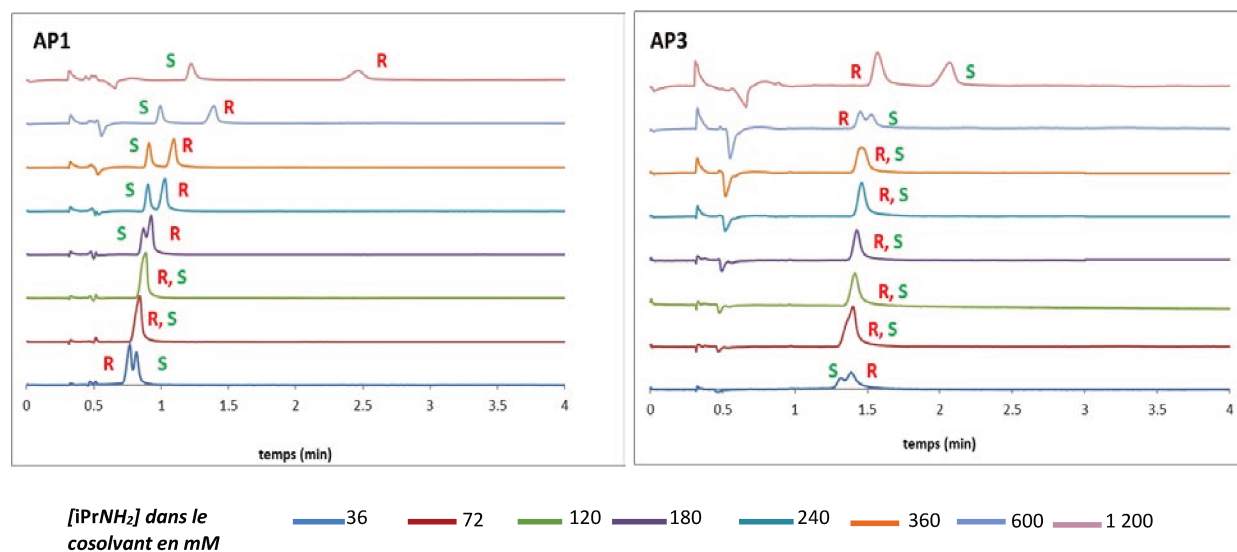 AP1
S R
S R
S R
S R
S R
R, S
R, S
R S
0 0.5 1 1.5 2 2.5 3 3.5 4
temps (min)
AP3
R S
R S
R, S
R, S
R, S
R, S
R, S
S R
0 0.5 1 1.5 2 2.5 3 3.5 4
temps (min)
[iPrNH₂] dans le
cosolvant en mM
36 72 120 180 240 360 600 1 200